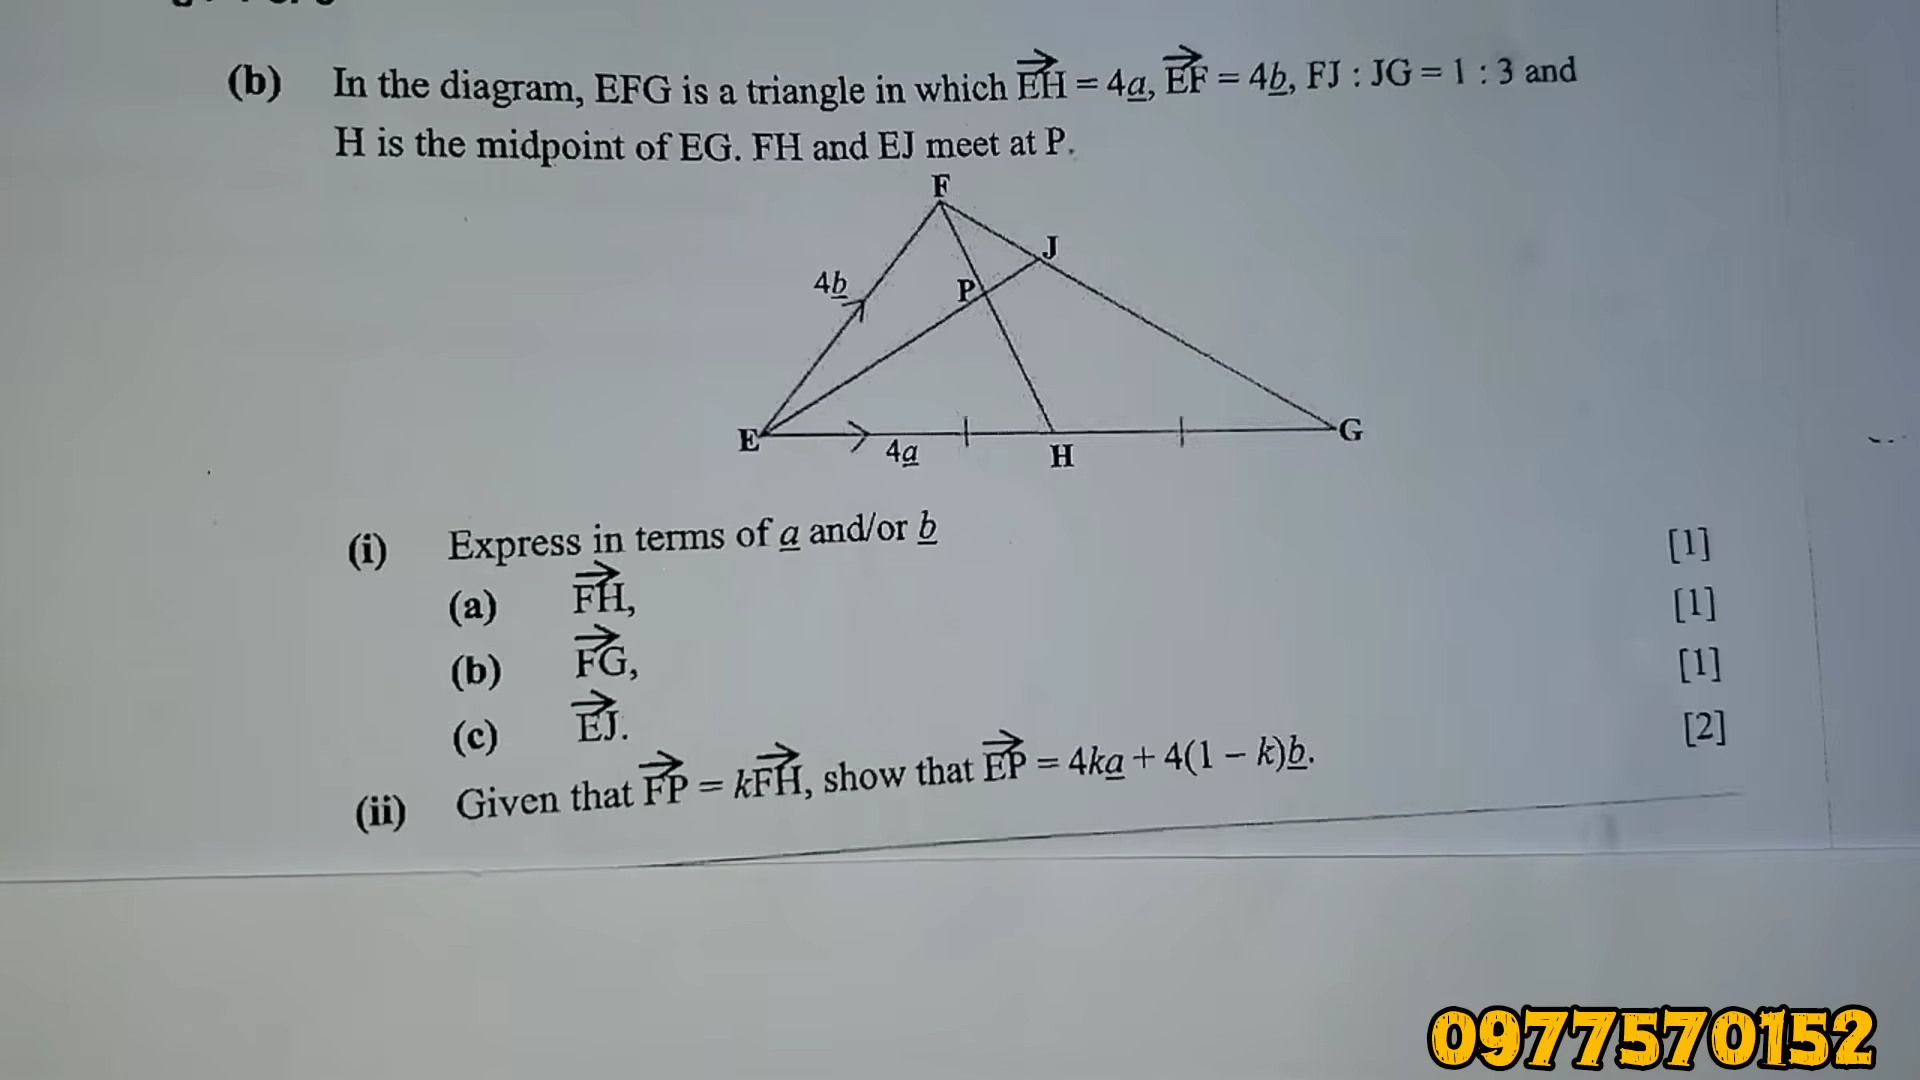 (b) In the diagram, EFG is a triangle in which EH = 4a, EF = 4b, FJ : JG = 1 : 3 and
H is the midpoint of EG. FH and EJ meet at P.
F
J
4b
P
E
4a
H
G
(i) Express in terms of a and/or b [1]
(a) FH, [1]
(b) FG, [1]
(c) EJ. [2]
(ii) Given that FP = kFH, show that EP = 4ka + 4(1 – k)b.
0977570152